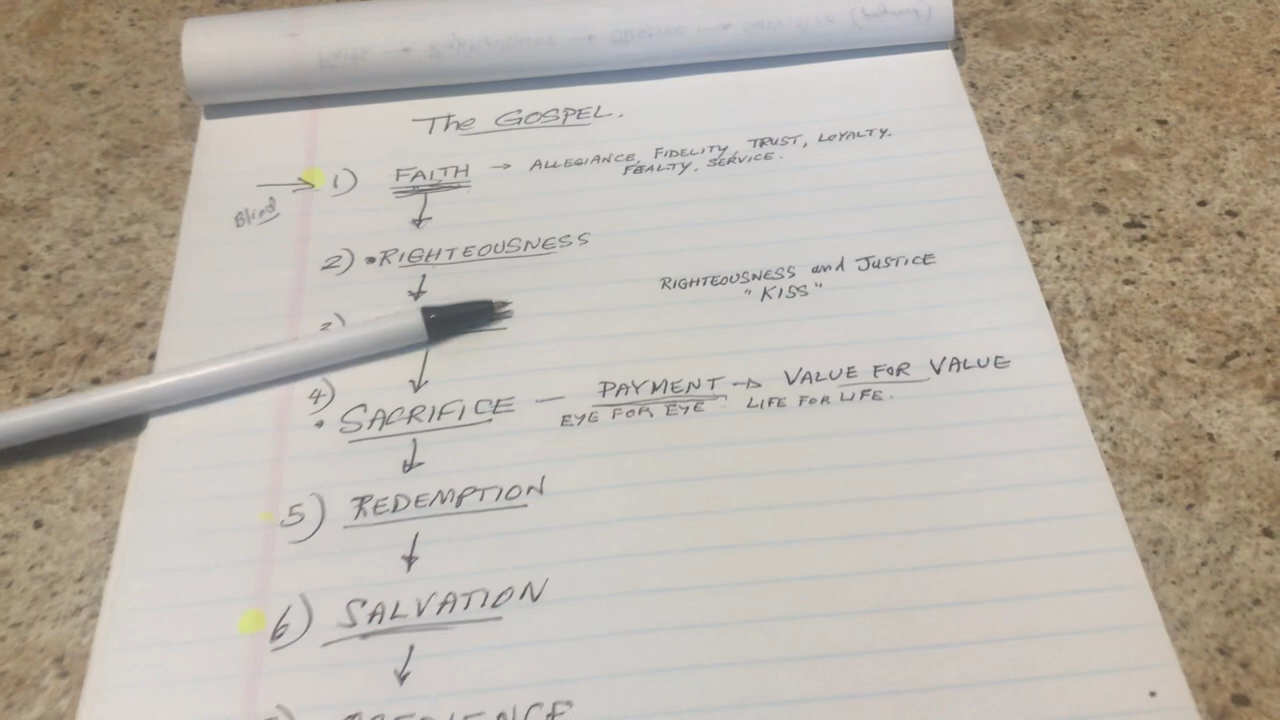 The GOSPEL.
1) FAITH → ALLEGIANCE, FIDELITY, TRUST, LOYALTY.
FEALTY, SERVICE.
Blind
2) •RIGHTEOUSNESS
RIGHTEOUSNESS and JUSTICE
"KISS"
4)
• SACRIFICE — PAYMENT → VALUE FOR VALUE
EYE FOR EYE LIFE FOR LIFE.
5) REDEMPTION
6) SALVATION